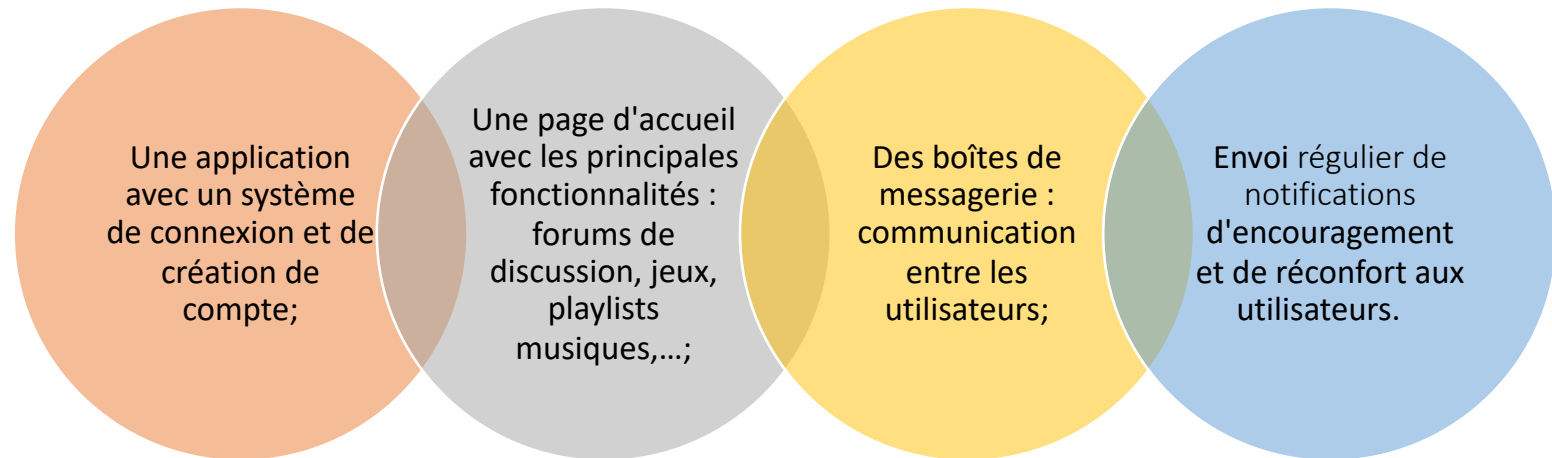 Une application
avec un système
de connexion et de
création de
compte;
Une page d'accueil
avec les principales
fonctionnalités :
forums de
discussion, jeux,
playlists
musiques,...;
Des boîtes de
messagerie :
communication
entre les
utilisateurs;
Envoi régulier de
notifications
d'encouragement
et de réconfort aux
utilisateurs.